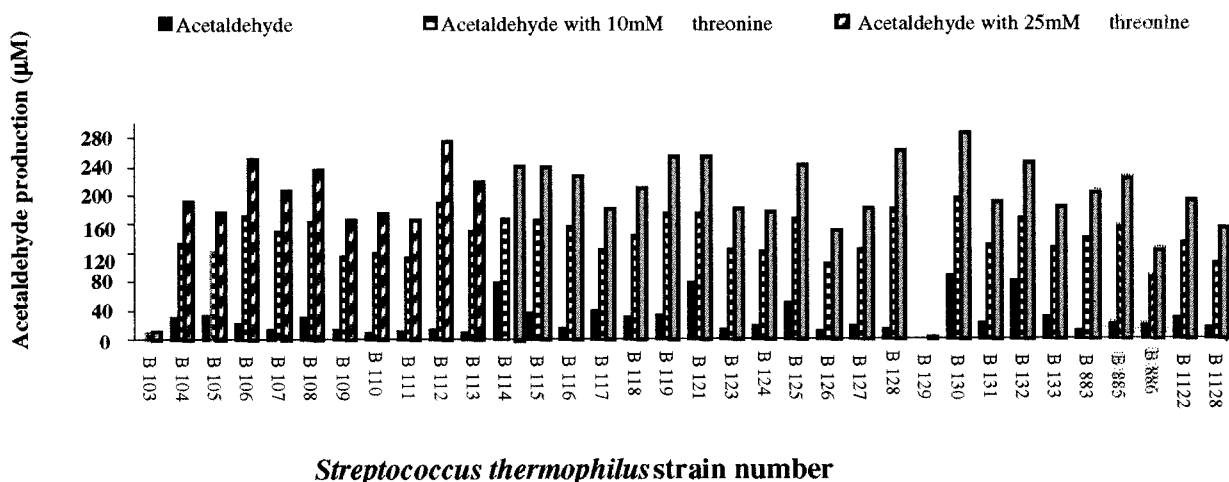 Acetaldehyde Acetaldehyde with 10mM threonine Acetaldehyde with 25mM threonine
Acetaldehyde production (µM)
280
240
200
160
120
80
40
0
B 103 B 104 B 105 B 106 B 107 B 108 B 109 B 110 B 111 B 112 B 113 B 114 B 115 B 116 B 117 B 118 B 119 B 121 B 123 B 124 B 125 B 126 B 127 B 128 B 129 B 130 B 131 B 132 B 133 B 883 B 885 B 886 B 1122 B 1128
Streptococcus thermophilus strain number